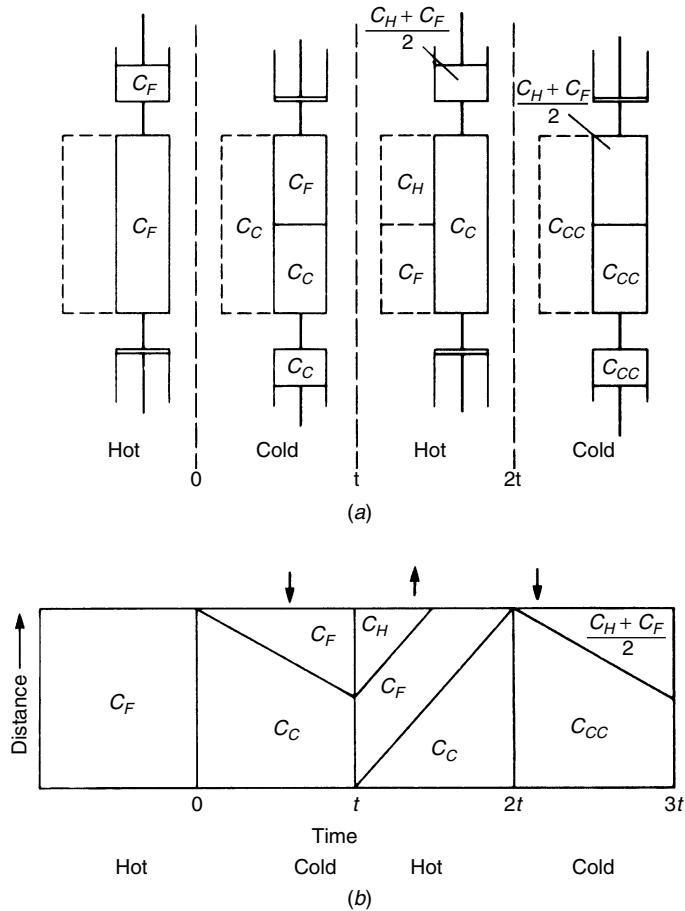 C_H + C_F
2
C_F
C_H + C_F
2
C_F
C_C
C_F
C_C
C_H
C_F
C_C
C_CC
C_CC
C_C
C_CC
Hot
Cold
Hot
Cold
0
t
2t
(a)
Distance
C_F
C_F
C_C
C_H
C_F
C_C
C_CC
C_H + C_F
2
0
t
2t
3t
Time
Hot
Cold
Hot
Cold
(b)